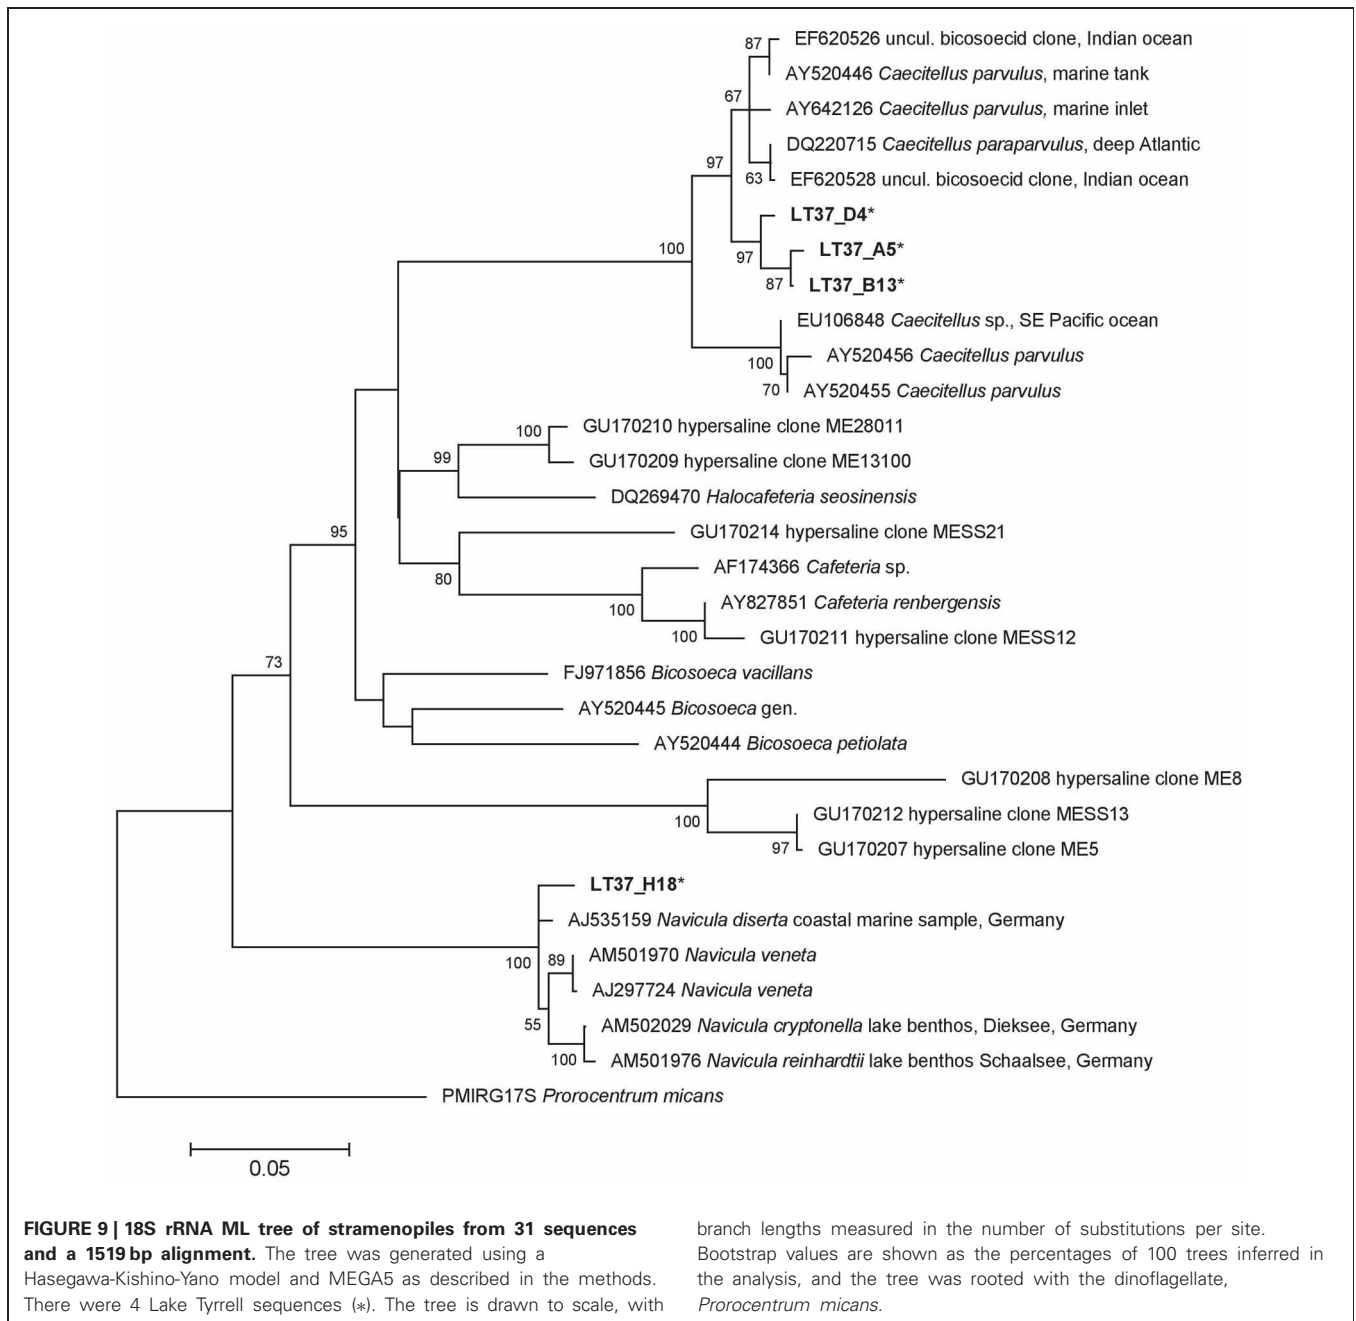 87
EF620526 uncul. bicosoecid clone, Indian ocean
AY520446 Caecitellus parvulus, marine tank
67
AY642126 Caecitellus parvulus, marine inlet
DQ220715 Caecitellus paraparvulus, deep Atlantic
97
63
EF620528 uncul. bicosoecid clone, Indian ocean
LT37_D4*
100
LT37_A5*
97
87
LT37_B13*
EU106848 Caecitellus sp., SE Pacific ocean
AY520456 Caecitellus parvulus
100
70
AY520455 Caecitellus parvulus
100
GU170210 hypersaline clone ME28011
99
GU170209 hypersaline clone ME13100
DQ269470 Halocafeteria seosinensis
95
GU170214 hypersaline clone MESS21
80
AF174366 Cafeteria sp.
100
AY827851 Cafeteria renbergensis
100
GU170211 hypersaline clone MESS12
73
FJ971856 Bicosoeca vacillans
AY520445 Bicosoeca gen.
AY520444 Bicosoeca petiolata
GU170208 hypersaline clone ME8
100
GU170212 hypersaline clone MESS13
97
GU170207 hypersaline clone ME5
LT37_H18*
AJ535159 Navicula diserta coastal marine sample, Germany
100
89
AM501970 Navicula veneta
AJ297724 Navicula veneta
55
AM502029 Navicula cryptonella lake benthos, Dieksee, Germany
100
AM501976 Navicula reinhardtii lake benthos Schaalsee, Germany
PMIRG17S Prorocentrum micans
0.05
FIGURE 9 | 18S rRNA ML tree of stramenopiles from 31 sequences
and a 1519 bp alignment. The tree was generated using a
Hasegawa-Kishino-Yano model and MEGA5 as described in the methods.
There were 4 Lake Tyrrell sequences (*). The tree is drawn to scale, with
branch lengths measured in the number of substitutions per site.
Bootstrap values are shown as the percentages of 100 trees inferred in
the analysis, and the tree was rooted with the dinoflagellate,
Prorocentrum micans.